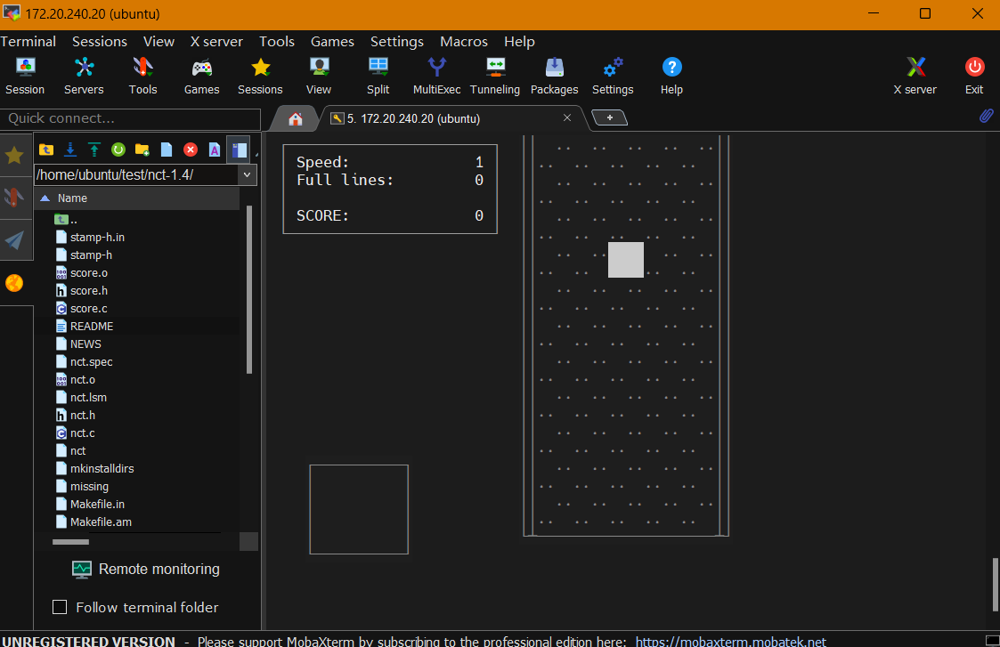 172.20.240.20 (ubuntu)
Terminal Sessions View X server Tools Games Settings Macros Help
Session Servers Tools Games Sessions View Split MultiExec Tunneling Packages Settings Help X server Exit
Quick connect...
5. 172.20.240.20 (ubuntu)
/home/ubuntu/test/nct-1.4/
Name
..
stamp-h.in
stamp-h
score.o
score.h
score.c
README
NEWS
nct.spec
nct.o
nct.lsm
nct.h
nct.c
nct
mkinstalldirs
missing
Makefile.in
Makefile.am
Remote monitoring
Follow terminal folder
Speed: 1
Full lines: 0
SCORE: 0
UNREGISTERED VERSION - Please support MobaXterm by subscribing to the professional edition here: https://mobaxterm.mobatek.net